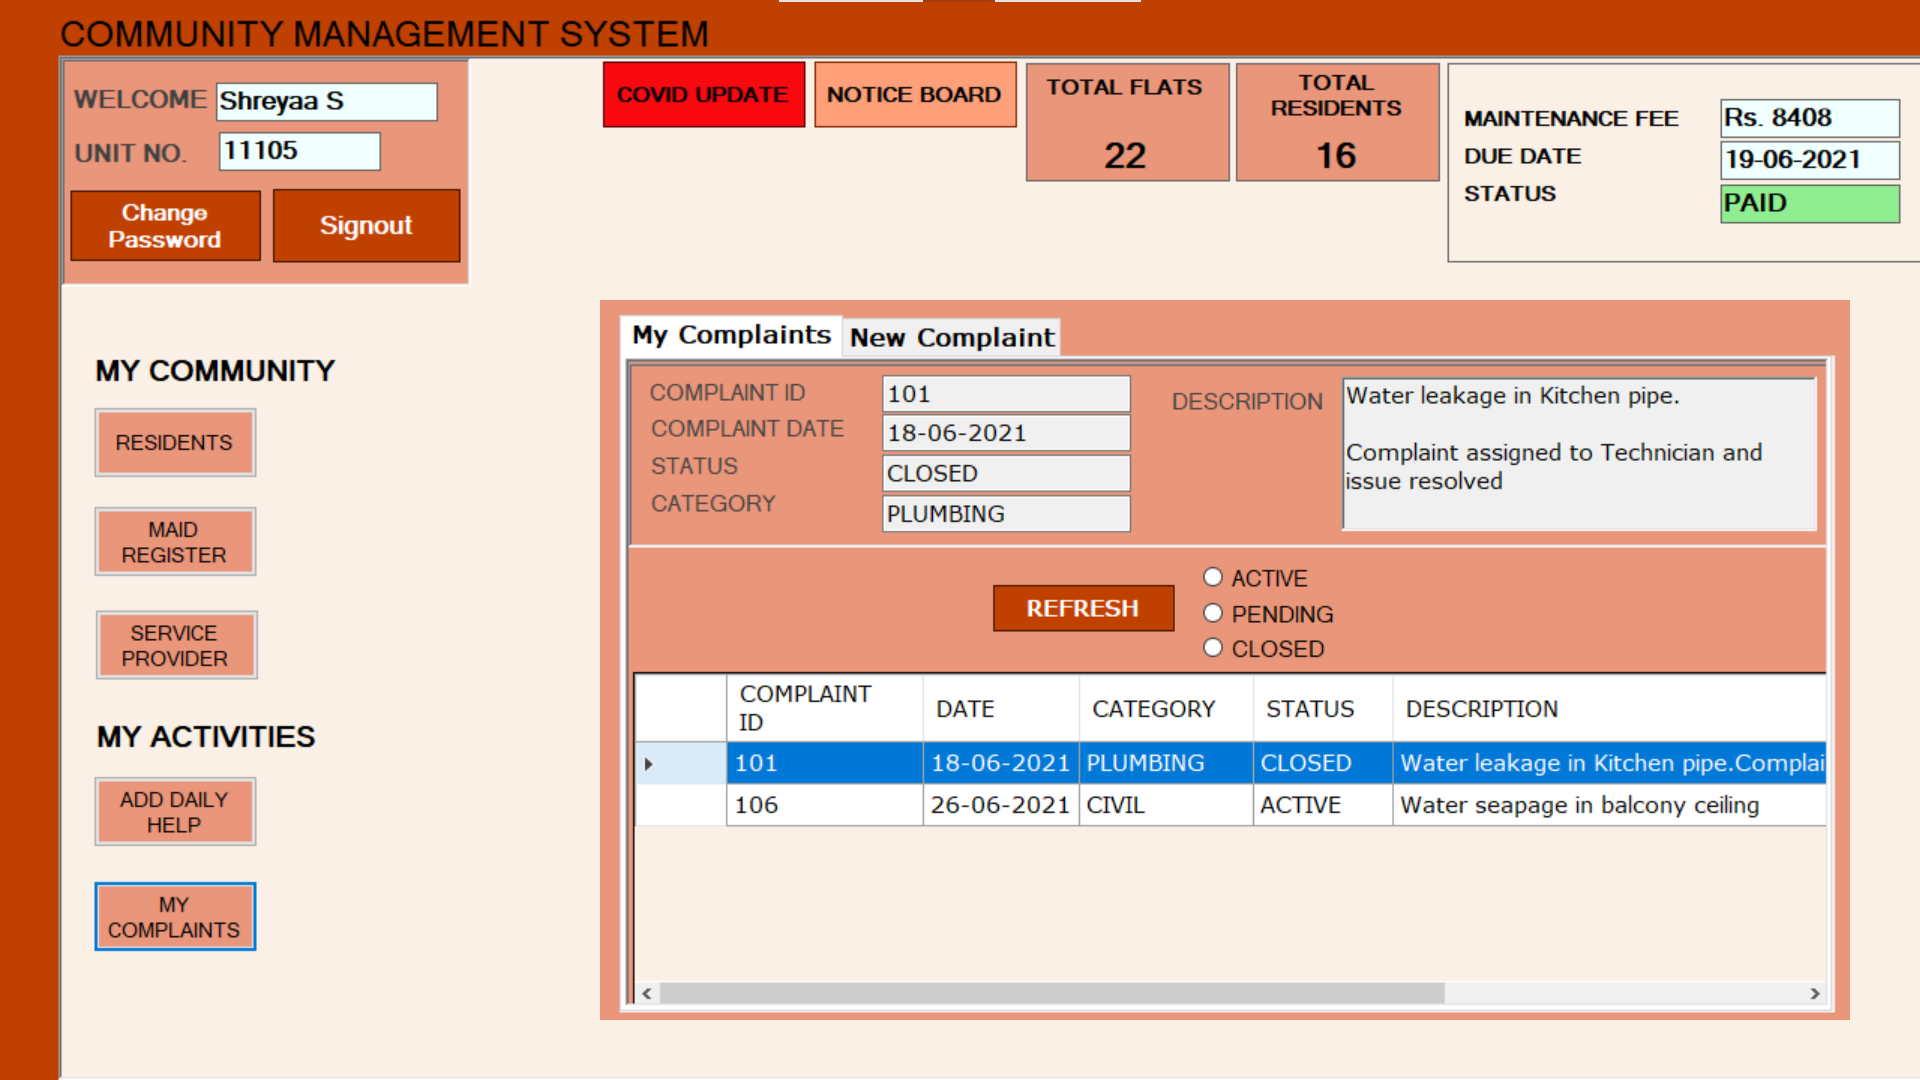 COMMUNITY MANAGEMENT SYSTEM
WELCOME Shreyaa S
UNIT NO. 11105
Change
Password
Signout
COVID UPDATE
NOTICE BOARD
TOTAL FLATS
22
TOTAL
RESIDENTS
16
MAINTENANCE FEE Rs. 8408
DUE DATE 19-06-2021
STATUS PAID
MY COMMUNITY
RESIDENTS
MAID
REGISTER
SERVICE
PROVIDER
MY ACTIVITIES
ADD DAILY
HELP
MY
COMPLAINTS
My Complaints New Complaint
COMPLAINT ID 101
COMPLAINT DATE 18-06-2021
STATUS CLOSED
CATEGORY PLUMBING
DESCRIPTION
Water leakage in Kitchen pipe.
Complaint assigned to Technician and
issue resolved
REFRESH
ACTIVE
PENDING
CLOSED
COMPLAINT
ID
DATE CATEGORY STATUS DESCRIPTION
101 18-06-2021 PLUMBING CLOSED Water leakage in Kitchen pipe.Complai
106 26-06-2021 CIVIL ACTIVE Water seapage in balcony ceiling